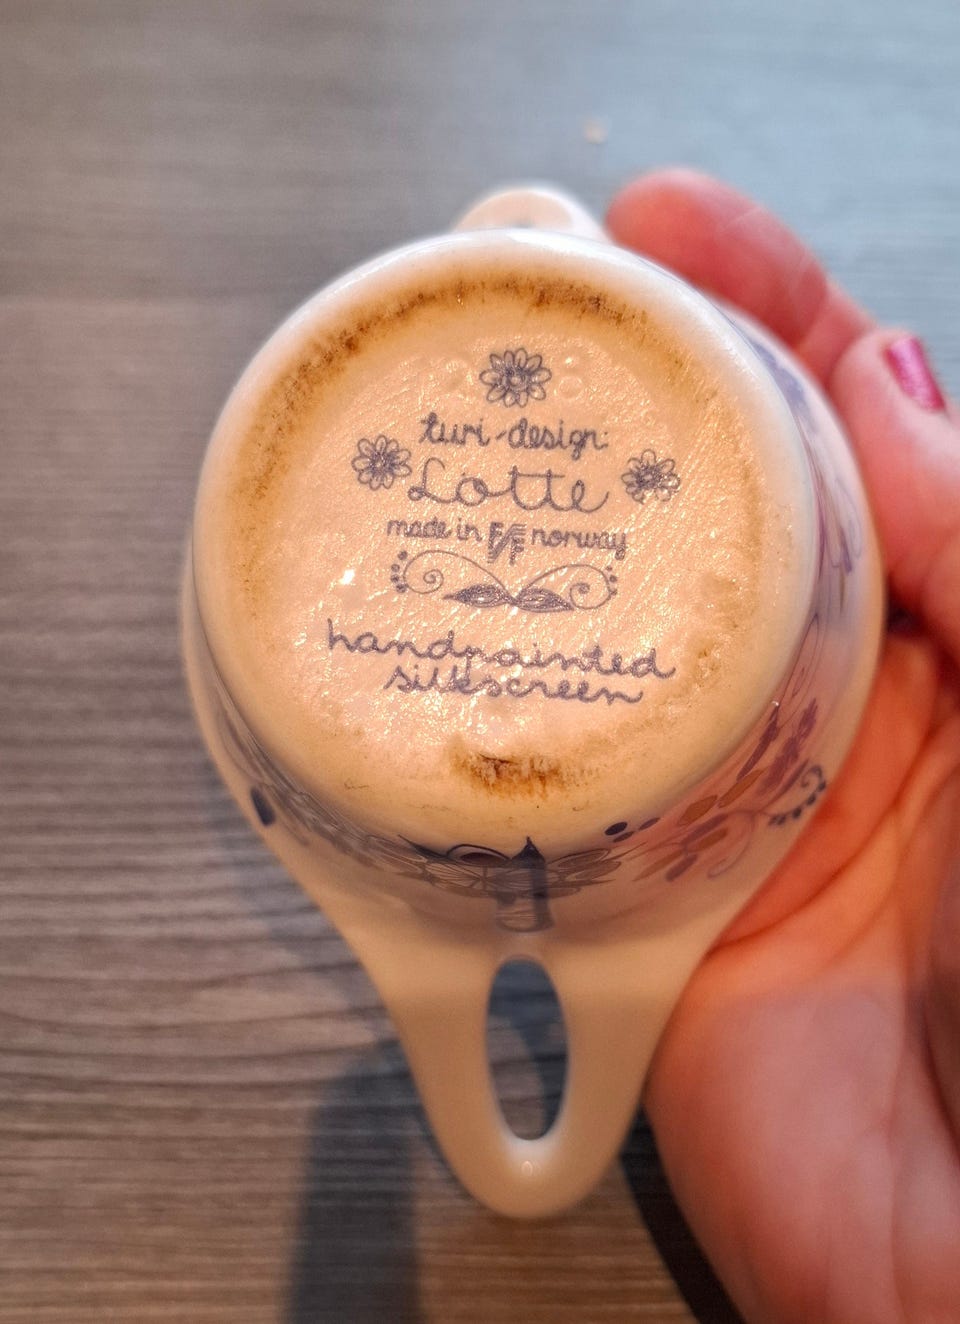 turi-design:
Lotte
made in F/F norway
handpainted
silkscreen